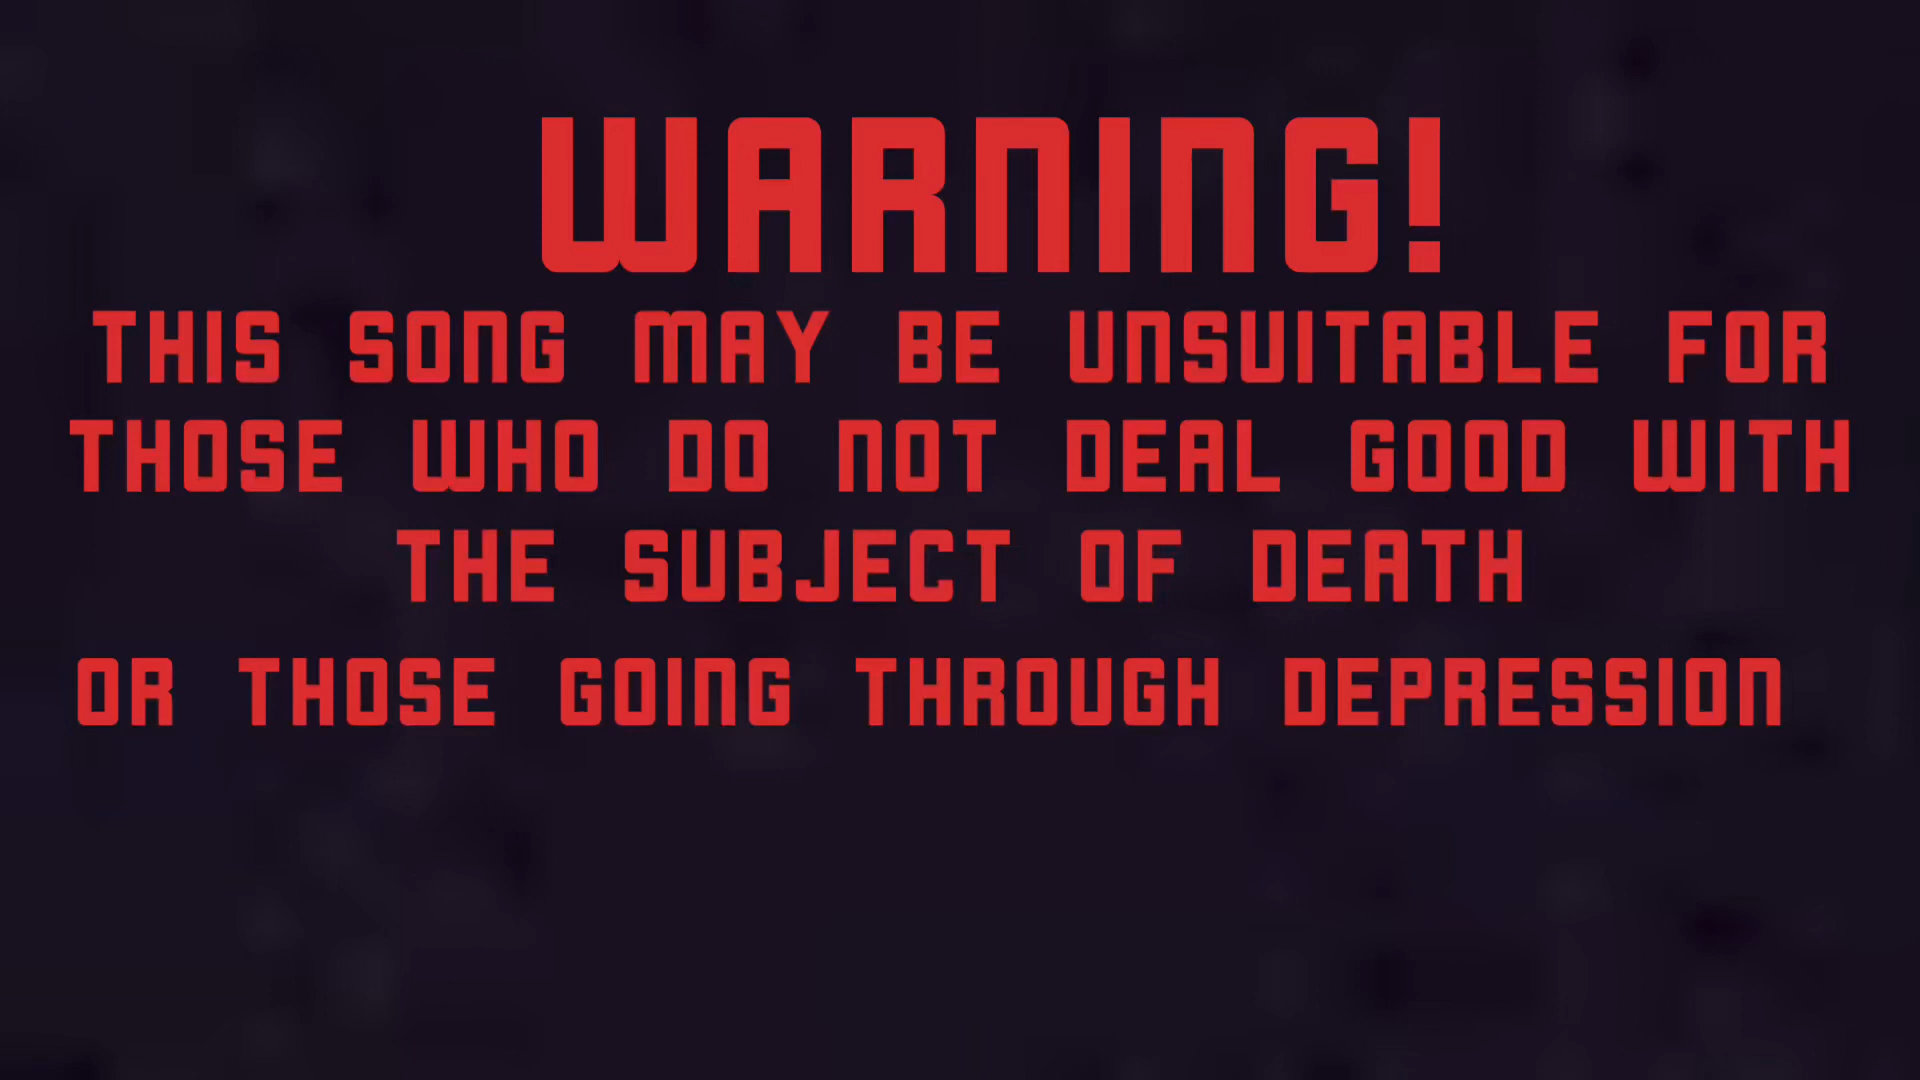 WARNING!
THIS SONG MAY BE UNSUITABLE FOR
THOSE WHO DO NOT DEAL GOOD WITH
THE SUBJECT OF DEATH
OR THOSE GOING THROUGH DEPRESSION